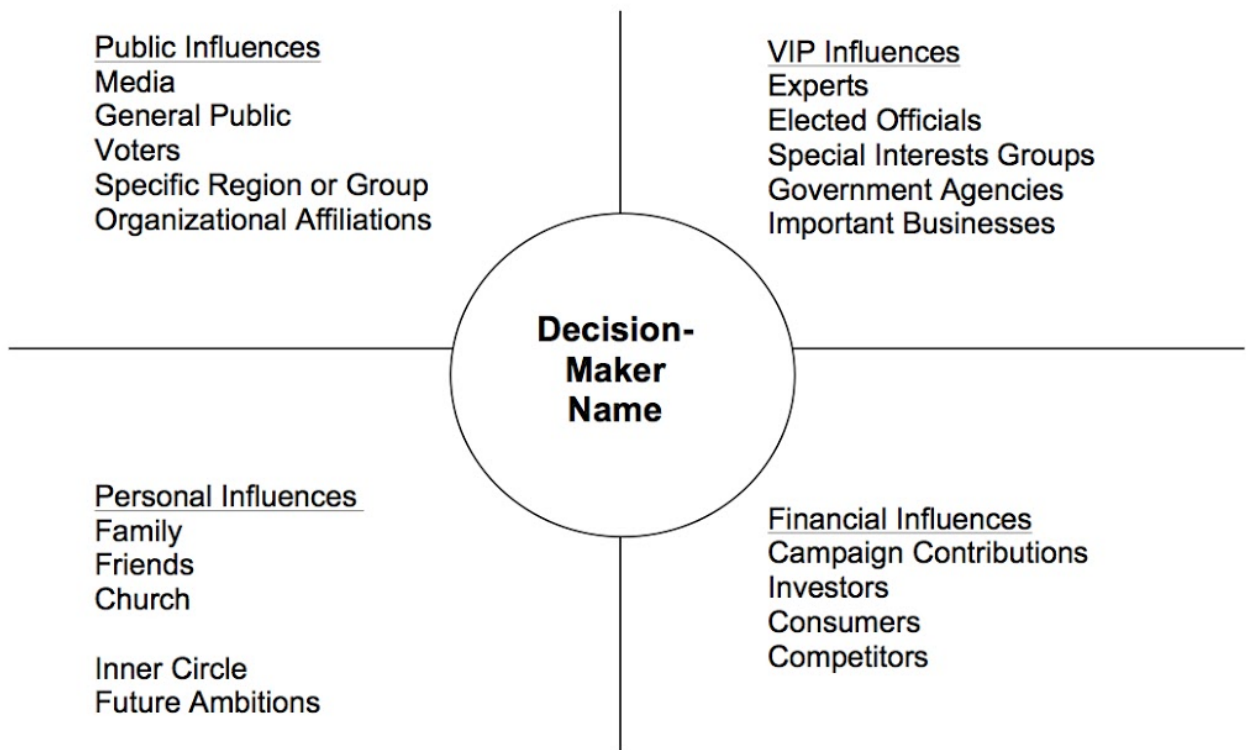 Public Influences
Media
General Public
Voters
Specific Region or Group
Organizational Affiliations
VIP Influences
Experts
Elected Officials
Special Interests Groups
Government Agencies
Important Businesses
Decision-
Maker
Name
Personal Influences
Family
Friends
Church
Inner Circle
Future Ambitions
Financial Influences
Campaign Contributions
Investors
Consumers
Competitors